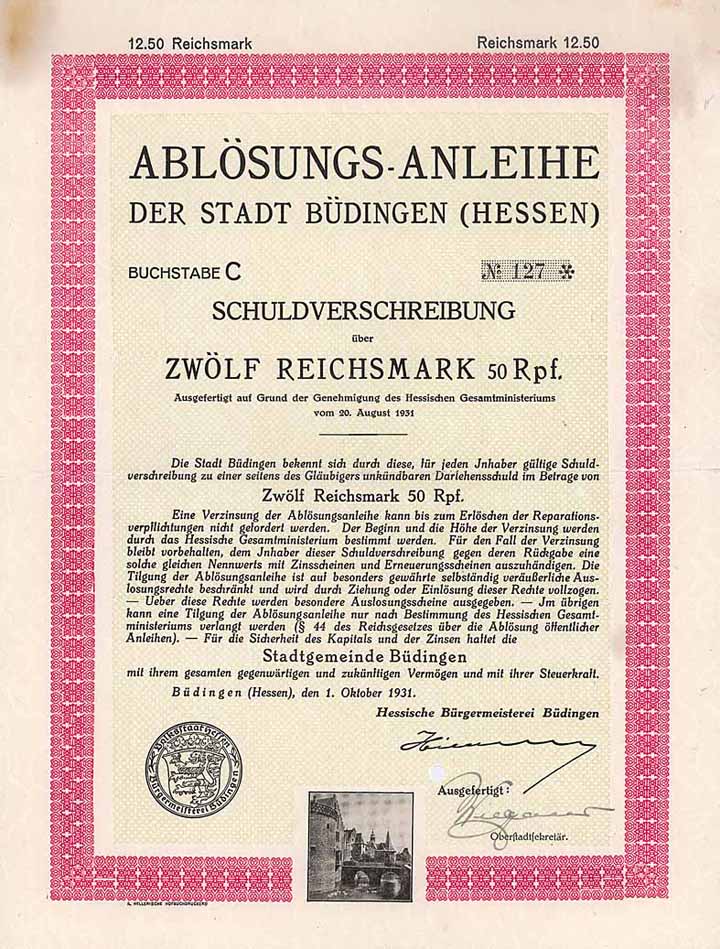 12.50 Reichsmark
Reichsmark 12.50
ABLÖSUNGS-ANLEIHE
DER STADT BÜDINGEN (HESSEN)
BUCHSTABE C
№ 127 *
SCHULDVERSCHREIBUNG
über
ZWÖLF REICHSMARK 50 Rpf.
Ausgefertigt auf Grund der Genehmigung des Hessischen Gesamtministeriums
vom 20. August 1931
Die Stadt Büdingen bekennt sich durch diese, für jeden Jnhaber gültige Schuld-
verschreibung zu einer seitens des Gläubigers unkündbaren Darlehensschuld im Betrage von
Zwölf Reichsmark 50 Rpf.
Eine Verzinsung der Ablösungsanleihe kann bis zum Erlöschen der Reparations-
verpflichtungen nicht gefordert werden. Der Beginn und die Höhe der Verzinsung werden
durch das Hessische Gesamtministerium bestimmt werden. Für den Fall der Verzinsung
bleibt vorbehalten, dem Jnhaber dieser Schuldverschreibung gegen deren Rückgabe eine
solche gleichen Nennwerts mit Zinsscheinen und Erneuerungsscheinen auszuhändigen. Die
Tilgung der Ablösungsanleihe ist auf besonders gewährte selbständig veräußerliche Aus-
losungsrechte beschränkt und wird durch Ziehung oder Einlösung dieser Rechte vollzogen.
— Ueber diese Rechte werden besondere Auslosungsscheine ausgegeben. — Jm übrigen
kann eine Tilgung der Ablösungsanleihe nur nach Bestimmung des Hessischen Gesamt-
ministeriums verlangt werden (§ 44 des Reichsgesetzes über die Ablösung öffentlicher
Anleihen). — Für die Sicherheit des Kapitals und der Zinsen haftet die
Stadtgemeinde Büdingen
mit ihrem gesamten gegenwärtigen und zukünftigen Vermögen und mit ihrer Steuerkraft.
Büdingen (Hessen), den 1. Oktober 1931.
Hessische Bürgermeisterei Büdingen
Volksstaat Hessen
Bürgermeisterei Büdingen
Ausgefertigt:
Oberstadtsekretär.
A. HELLERISCHE HOFBUCHDRUCKEREI